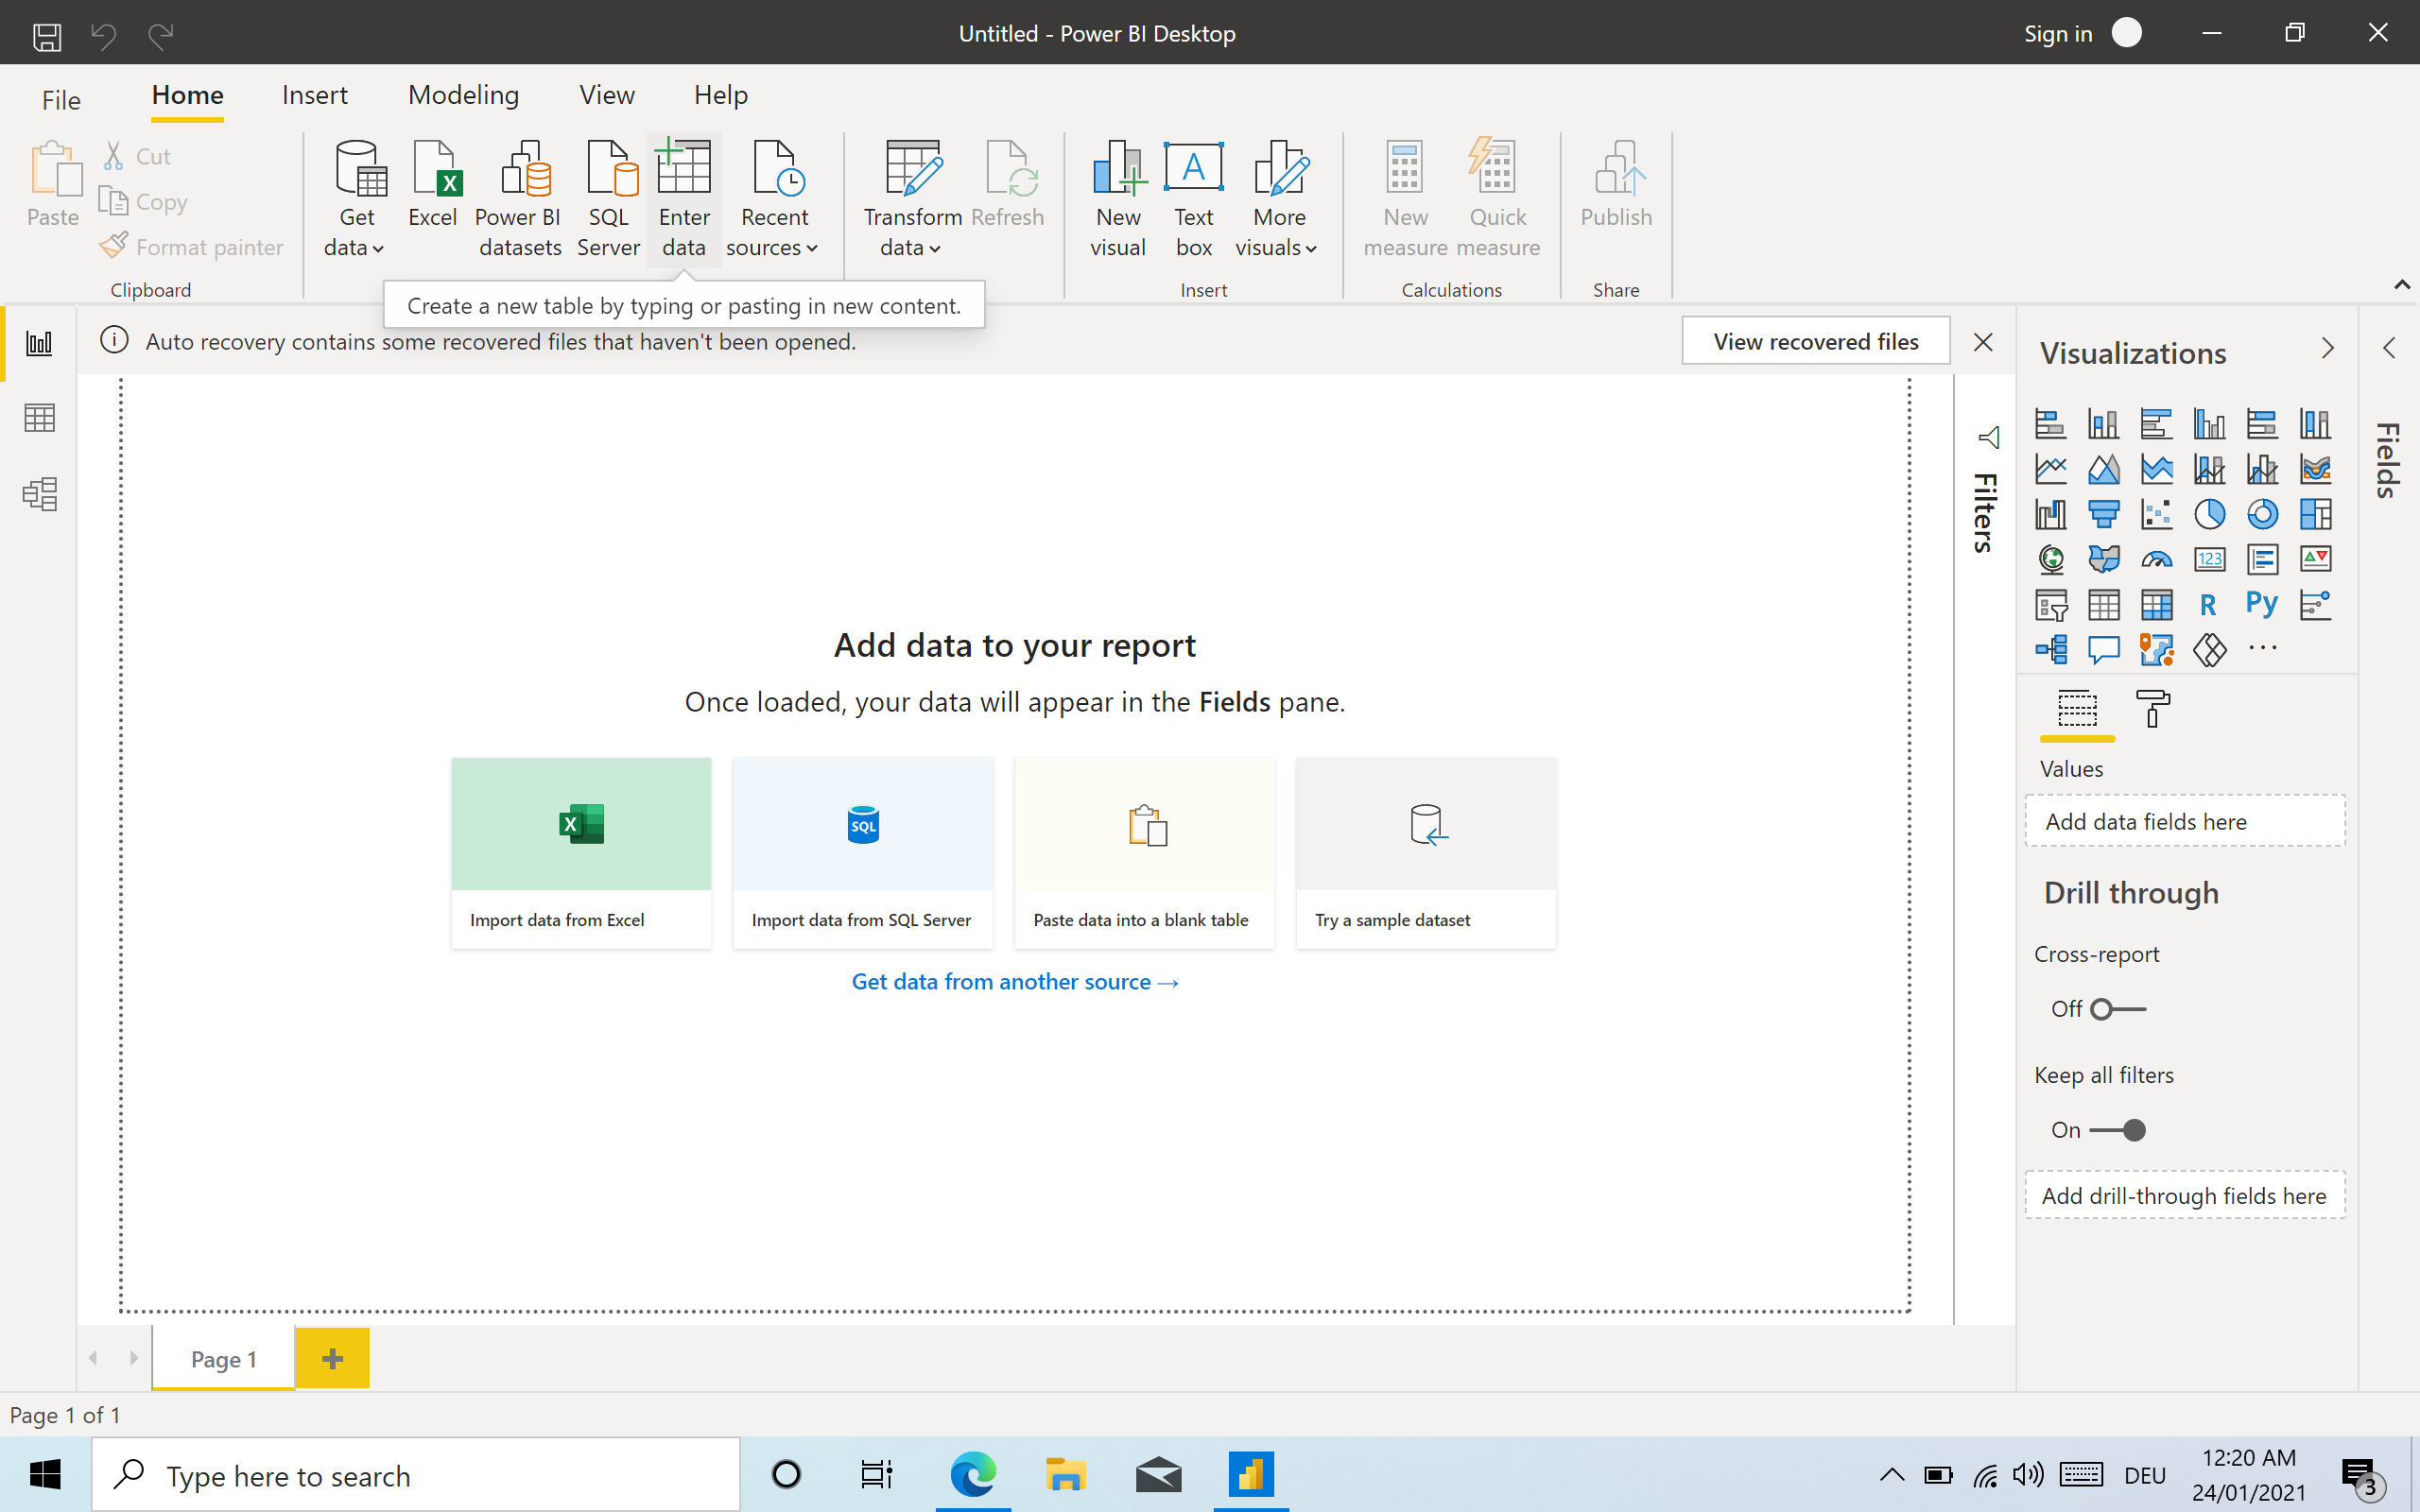 Untitled - Power BI Desktop
Sign in
File
Home
Insert
Modeling
View
Help
Paste
Cut
Copy
Format painter
Clipboard
Get
data
Excel
Power BI
datasets
SQL
Server
Enter
data
Recent
sources
Transform
data
Refresh
New
visual
Text
box
More
visuals
Insert
New
measure
Quick
measure
Calculations
Publish
Share
Create a new table by typing or pasting in new content.
Auto recovery contains some recovered files that haven't been opened.
View recovered files
Filters
Visualizations
Fields
123
R
Py
Add data to your report
Once loaded, your data will appear in the Fields pane.
X
SQL
Import data from Excel
Import data from SQL Server
Paste data into a blank table
Try a sample dataset
Get data from another source →
Values
Add data fields here
Drill through
Cross-report
Off
Keep all filters
On
Add drill-through fields here
Page 1
Page 1 of 1
Type here to search
DEU
12:20 AM
24/01/2021
3